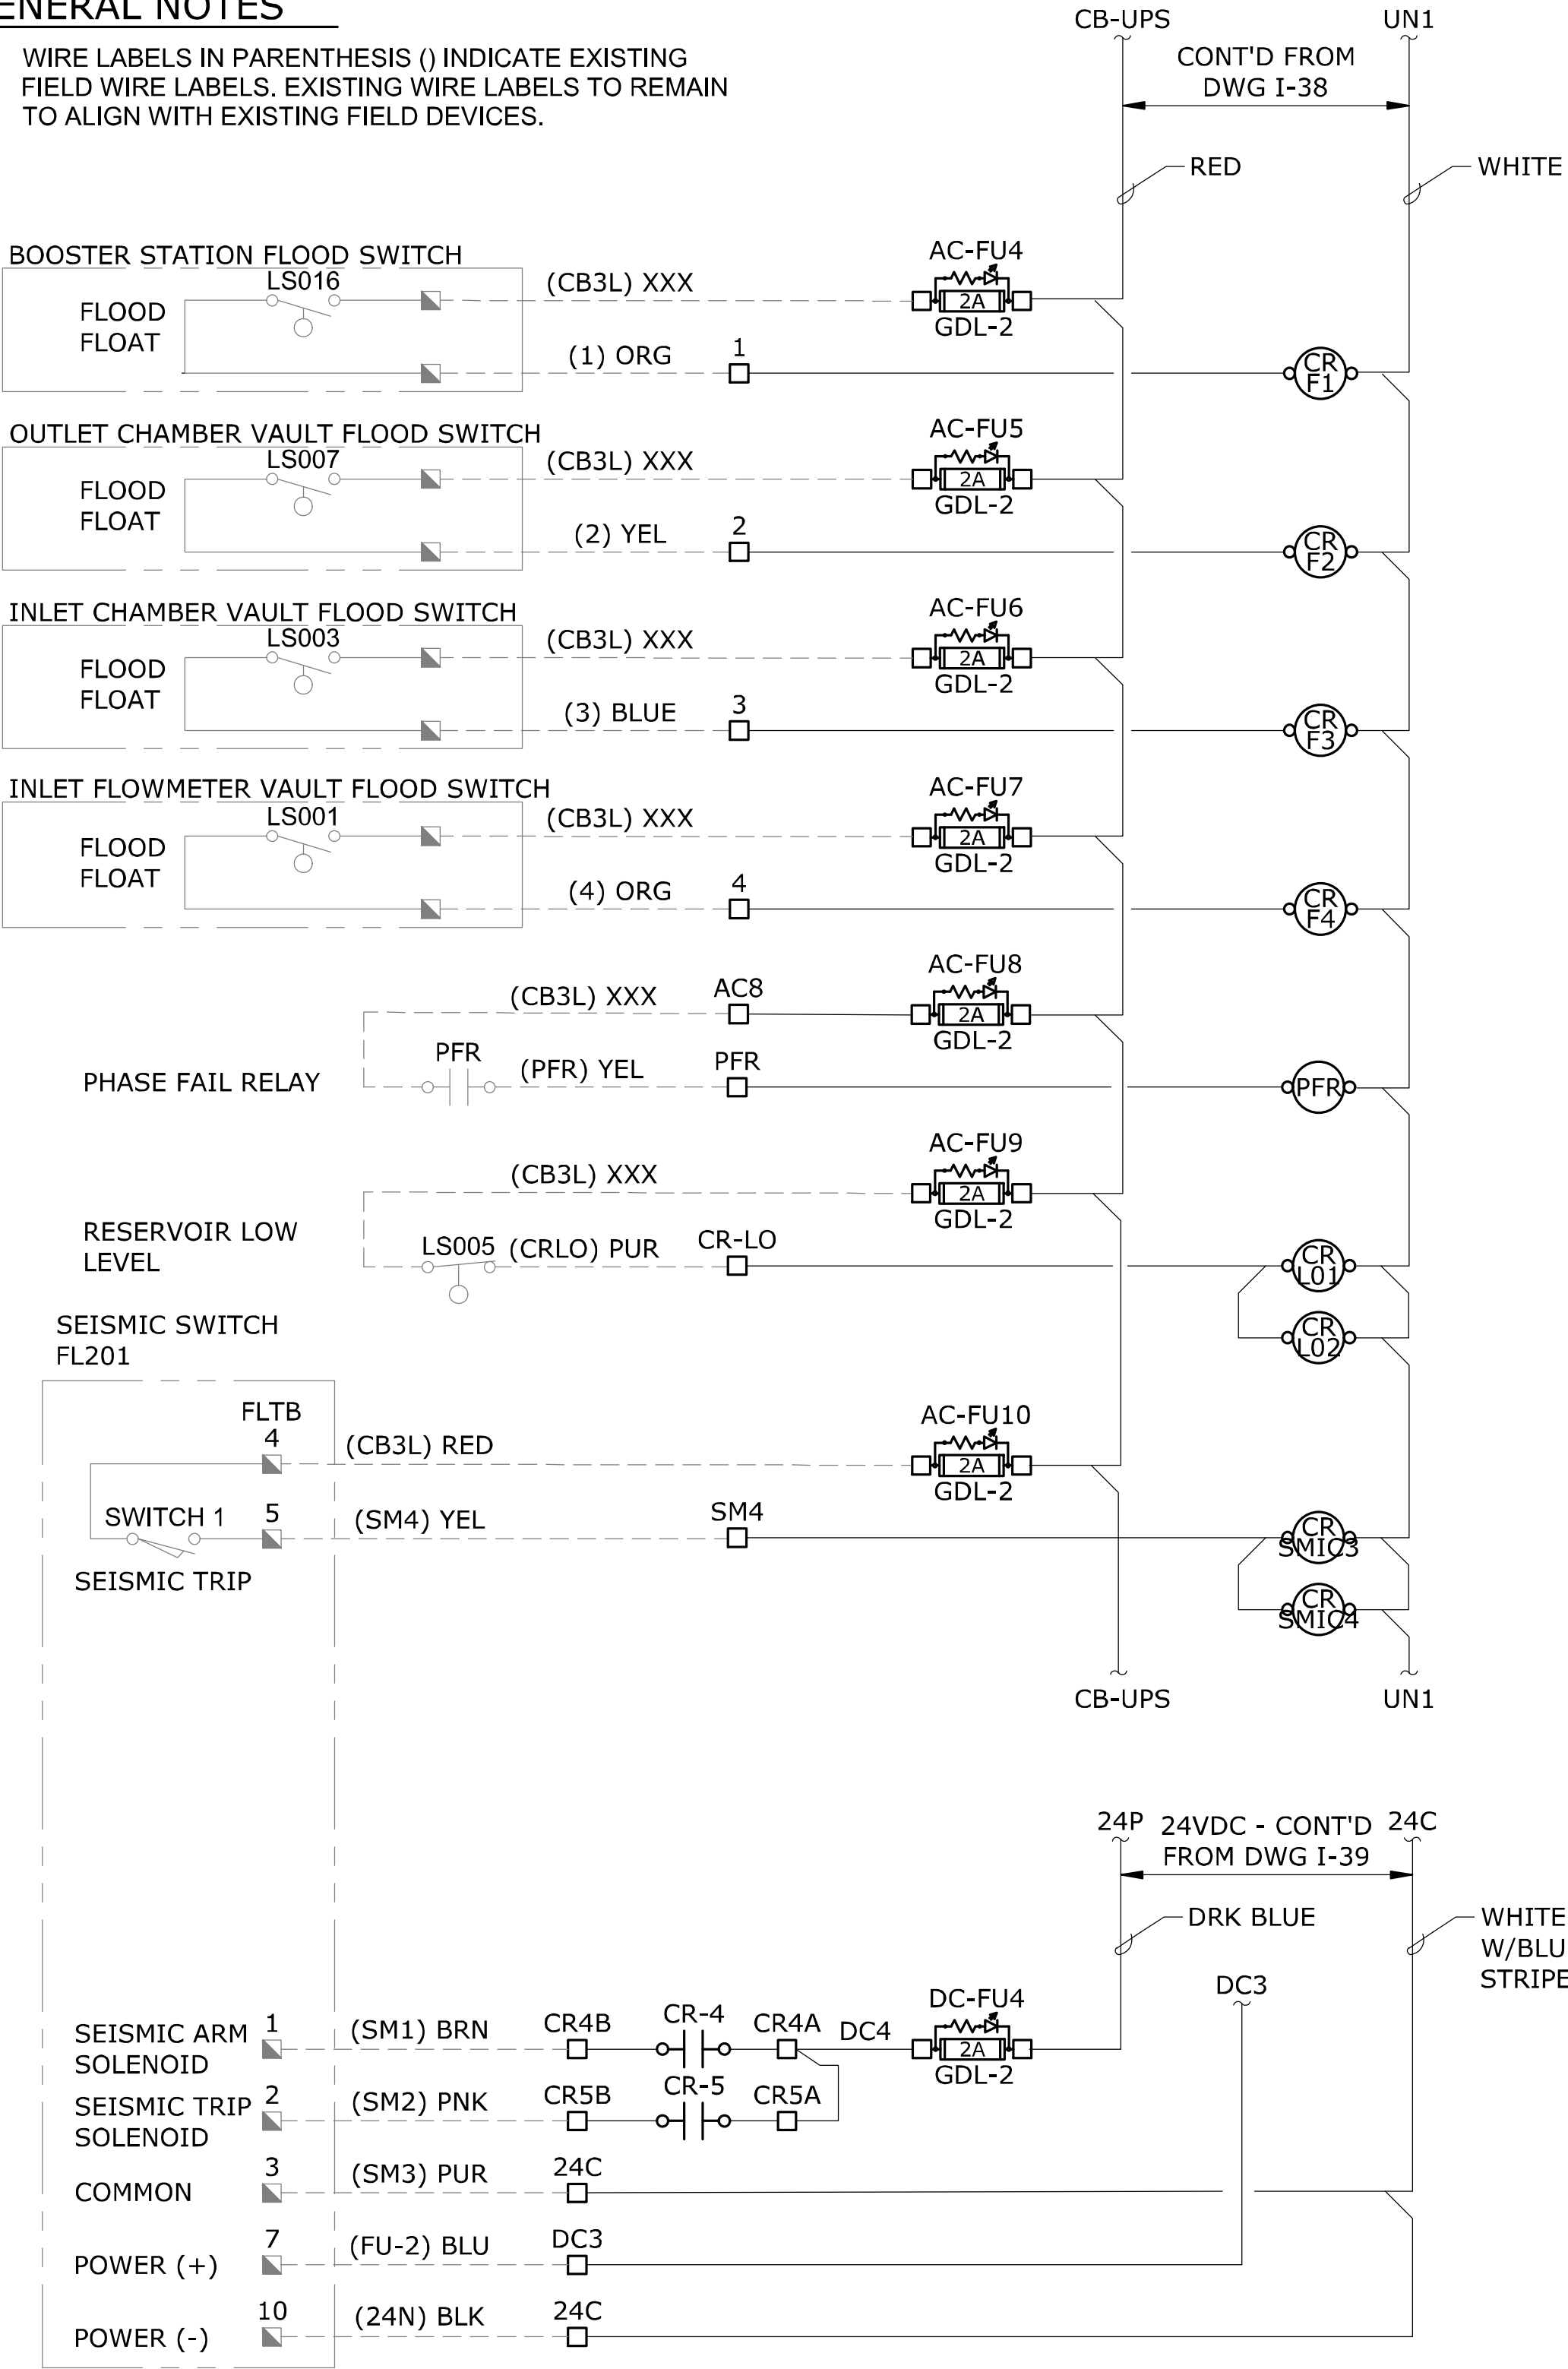 ENERAL NOTES
WIRE LABELS IN PARENTHESIS () INDICATE EXISTING
FIELD WIRE LABELS. EXISTING WIRE LABELS TO REMAIN
TO ALIGN WITH EXISTING FIELD DEVICES.
CB-UPS
UN1
CONT'D FROM
DWG I-38
RED
WHITE
BOOSTER STATION FLOOD SWITCH
LS016
FLOOD
FLOAT
(CB3L) XXX
AC-FU4
2A
GDL-2
(1) ORG
1
CR
F1
OUTLET CHAMBER VAULT FLOOD SWITCH
LS007
FLOOD
FLOAT
(CB3L) XXX
AC-FU5
2A
GDL-2
(2) YEL
2
CR
F2
INLET CHAMBER VAULT FLOOD SWITCH
LS003
FLOOD
FLOAT
(CB3L) XXX
AC-FU6
2A
GDL-2
(3) BLUE
3
CR
F3
INLET FLOWMETER VAULT FLOOD SWITCH
LS001
FLOOD
FLOAT
(CB3L) XXX
AC-FU7
2A
GDL-2
(4) ORG
4
CR
F4
(CB3L) XXX
AC8
AC-FU8
2A
GDL-2
PHASE FAIL RELAY
PFR
(PFR) YEL
PFR
PFR
(CB3L) XXX
AC-FU9
2A
GDL-2
RESERVOIR LOW
LEVEL
LS005
(CRLO) PUR
CR-LO
CR
L01
CR
L02
SEISMIC SWITCH
FL201
FLTB
4
(CB3L) RED
AC-FU10
2A
GDL-2
SWITCH 1
5
(SM4) YEL
SM4
CR
SMIC3
SEISMIC TRIP
CR
SMIC4
CB-UPS
UN1
24P
24VDC - CONT'D
FROM DWG I-39
24C
DRK BLUE
WHITE
W/BLU
STRIPE
DC3
SEISMIC ARM
SOLENOID
1
(SM1) BRN
CR4B
CR-4
CR4A
DC4
DC-FU4
2A
GDL-2
SEISMIC TRIP
SOLENOID
2
(SM2) PNK
CR5B
CR-5
CR5A
COMMON
3
(SM3) PUR
24C
POWER (+)
7
(FU-2) BLU
DC3
POWER (-)
10
(24N) BLK
24C